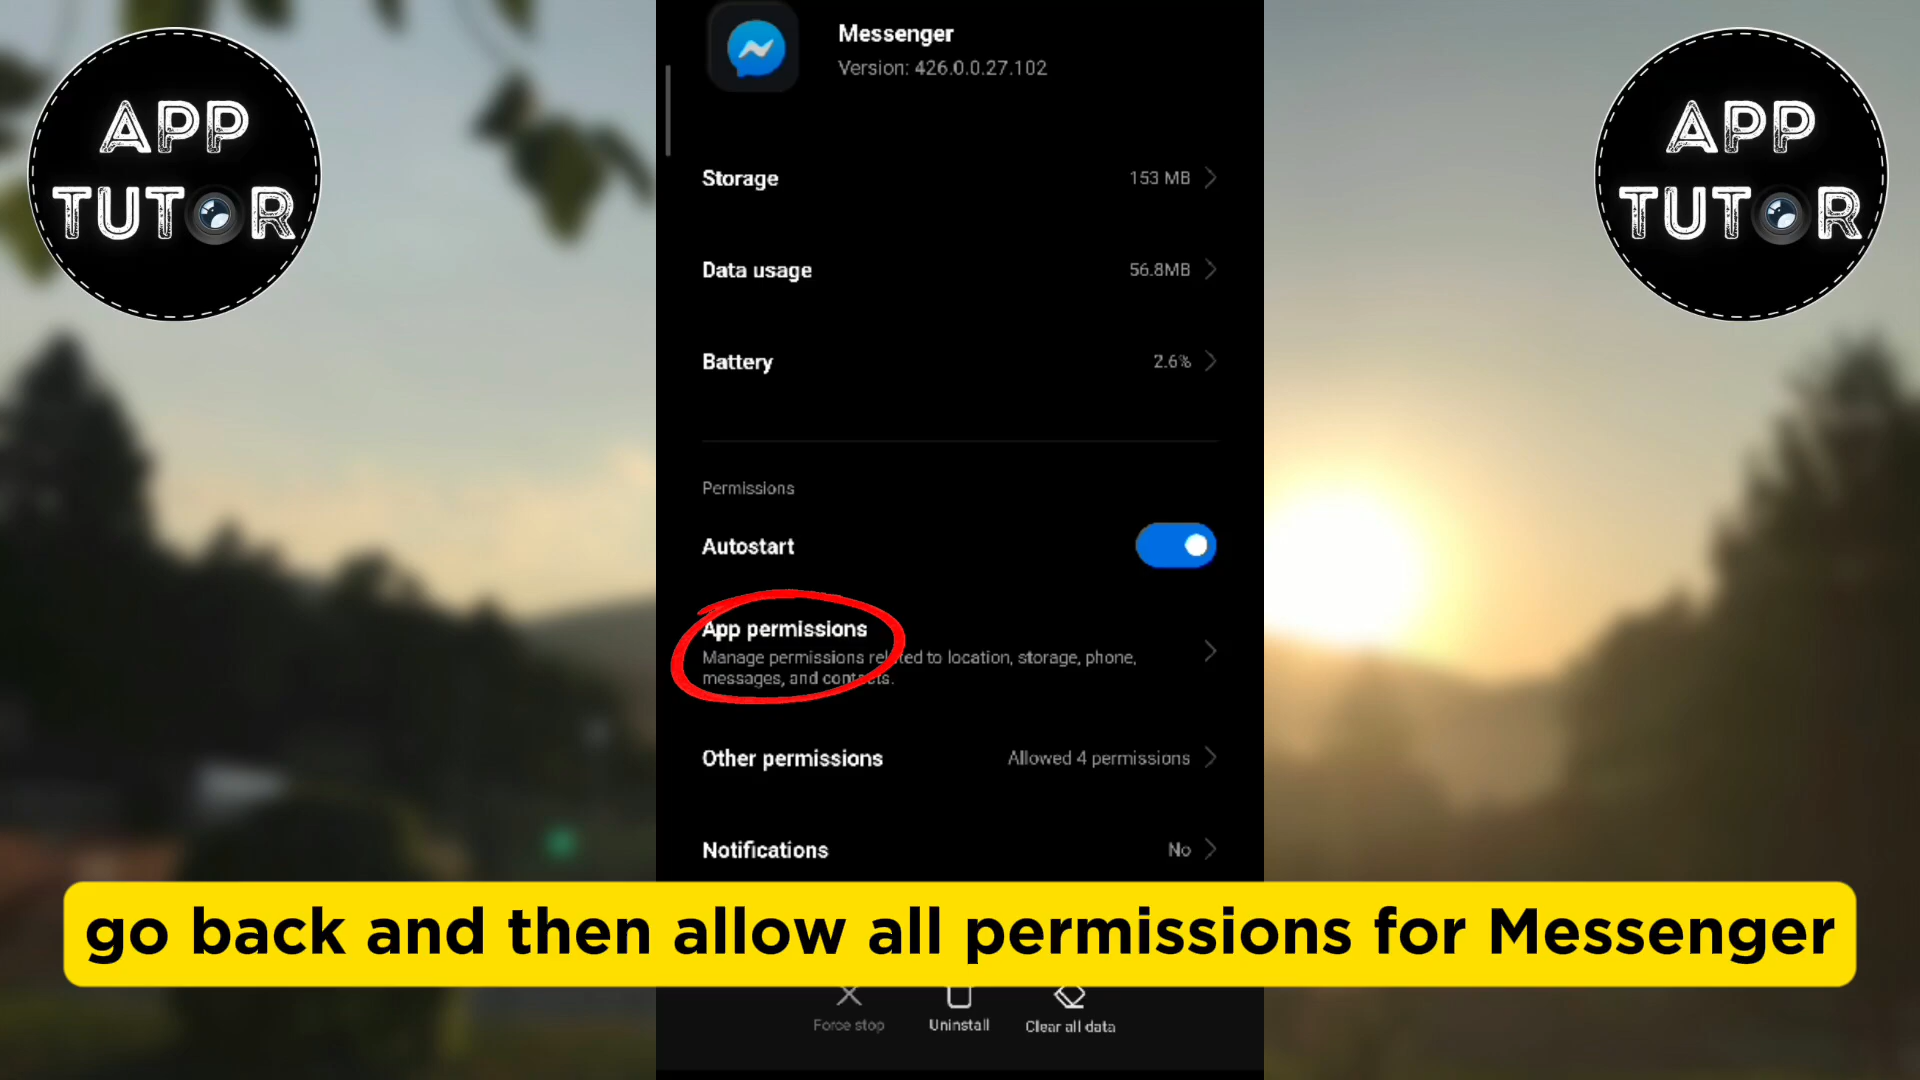 APP
TUTOR
Messenger
Version: 426.0.0.27.102
APP
TUTOR
Storage
153 MB
Data usage
56.8MB
Battery
2.6%
Permissions
Autostart
App permissions
Manage permissions related to location, storage, phone,
messages, and contacts.
Other permissions
Allowed 4 permissions
Notifications
No
go back and then allow all permissions for Messenger
Force stop
Uninstall
Clear all data